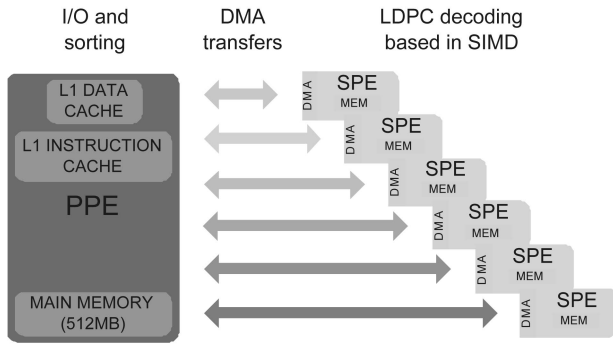 I/O and
sorting
DMA
transfers
LDPC decoding
based in SIMD
L1 DATA
CACHE
L1 INSTRUCTION
CACHE
PPE
MAIN MEMORY
(512MB)
DMA
SPE
MEM
DMA
SPE
MEM
DMA
SPE
MEM
DMA
SPE
MEM
DMA
SPE
MEM
DMA
SPE
MEM